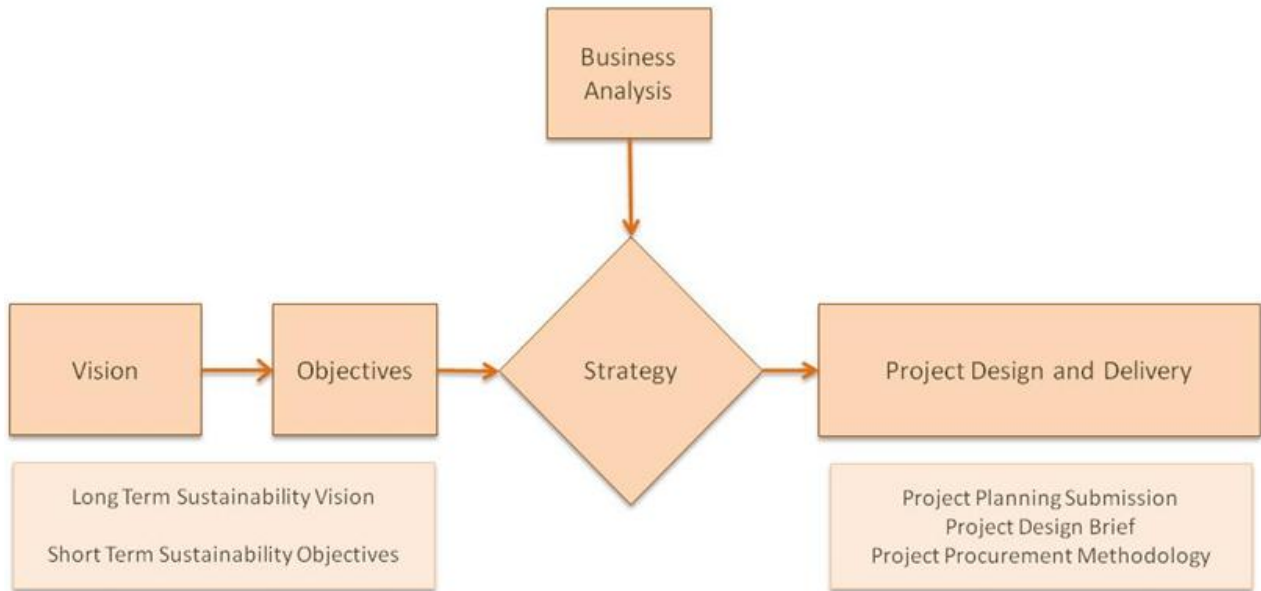 Business
Analysis
Vision
Objectives
Strategy
Project Design and Delivery
Long Term Sustainability Vision
Short Term Sustainability Objectives
Project Planning Submission
Project Design Brief
Project Procurement Methodology